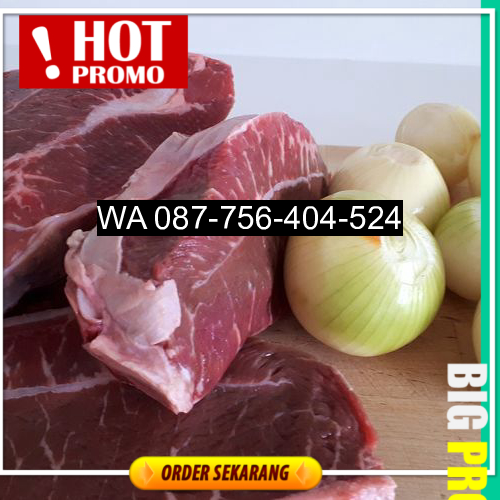 ! HOT
PROMO
WA 087-756-404-524
BIG
ORDER SEKARANG